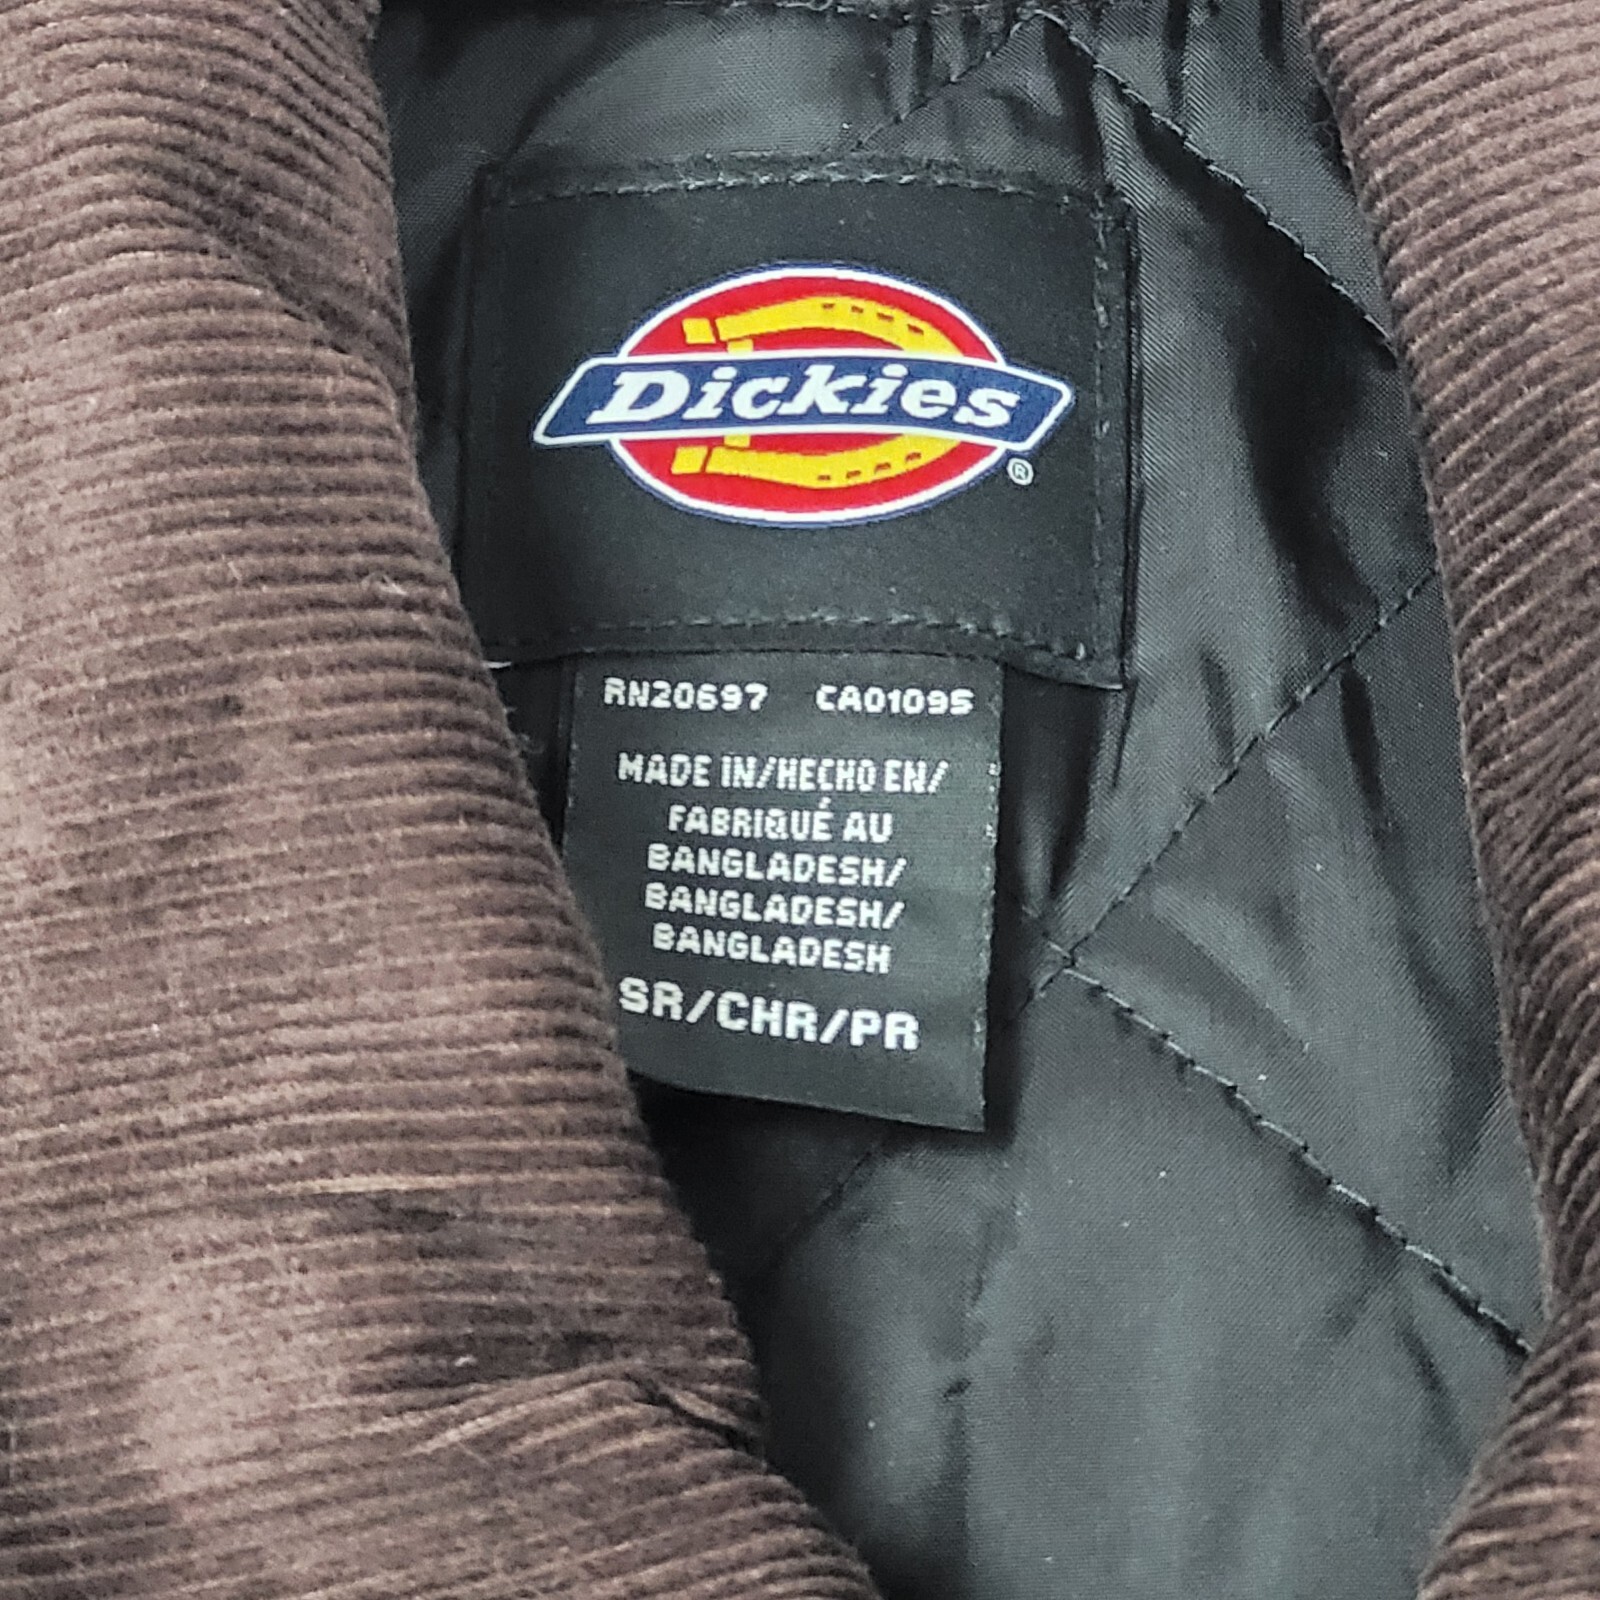 Dickies
®
RN20697 CA01095
MADE IN/HECHO EN/
FABRIQUÉ AU
BANGLADESH/
BANGLADESH/
BANGLADESH
SR/CHR/PR